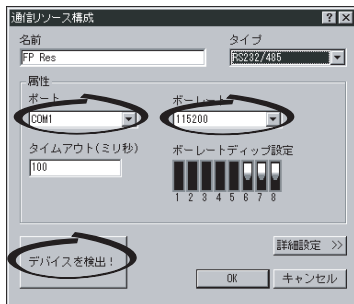 通信リソース構成
名前
タイプ
FP Res
RS232/485
属性
ポート
ボーレート
COM1
115200
タイムアウト(ミリ秒)
ボーレートディップ設定
100
1 2 3 4 5 6 7 8
デバイスを検出!
詳細設定 >>
OK
キャンセル